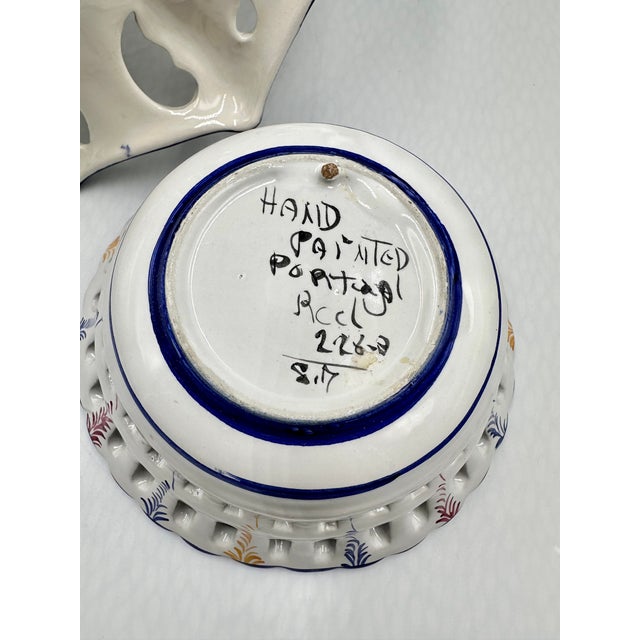 HAND
PAINTED
PORTUgAl
RCCL
226-B